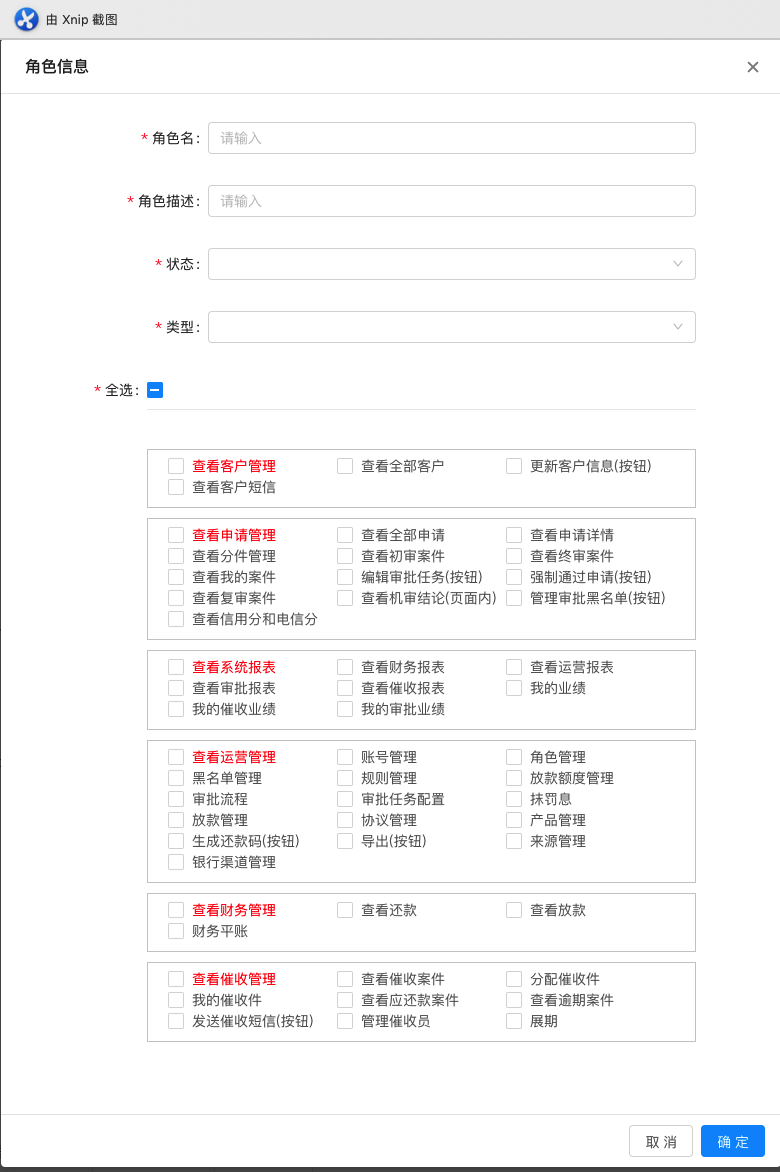 由 Xnip 截图
角色信息
* 角色名: 请输入
* 角色描述: 请输入
* 状态:
* 类型:
* 全选:
查看客户管理 查看全部客户 更新客户信息(按钮)
查看客户短信
查看申请管理 查看全部申请 查看申请详情
查看分件管理 查看初审案件 查看终审案件
查看我的案件 编辑审批任务(按钮) 强制通过申请(按钮)
查看复审案件 查看机审结论(页面内) 管理审批黑名单(按钮)
查看信用分和电信分
查看系统报表 查看财务报表 查看运营报表
查看审批报表 查看催收报表 我的业绩
我的催收业绩 我的审批业绩
查看运营管理 账号管理 角色管理
黑名单管理 规则管理 放款额度管理
审批流程 审批任务配置 抹罚息
放款管理 协议管理 产品管理
生成还款码(按钮) 导出(按钮) 来源管理
银行渠道管理
查看财务管理 查看还款 查看放款
财务平账
查看催收管理 查看催收案件 分配催收件
我的催收件 查看应还款案件 查看逾期案件
发送催收短信(按钮) 管理催收员 展期
取 消 确 定